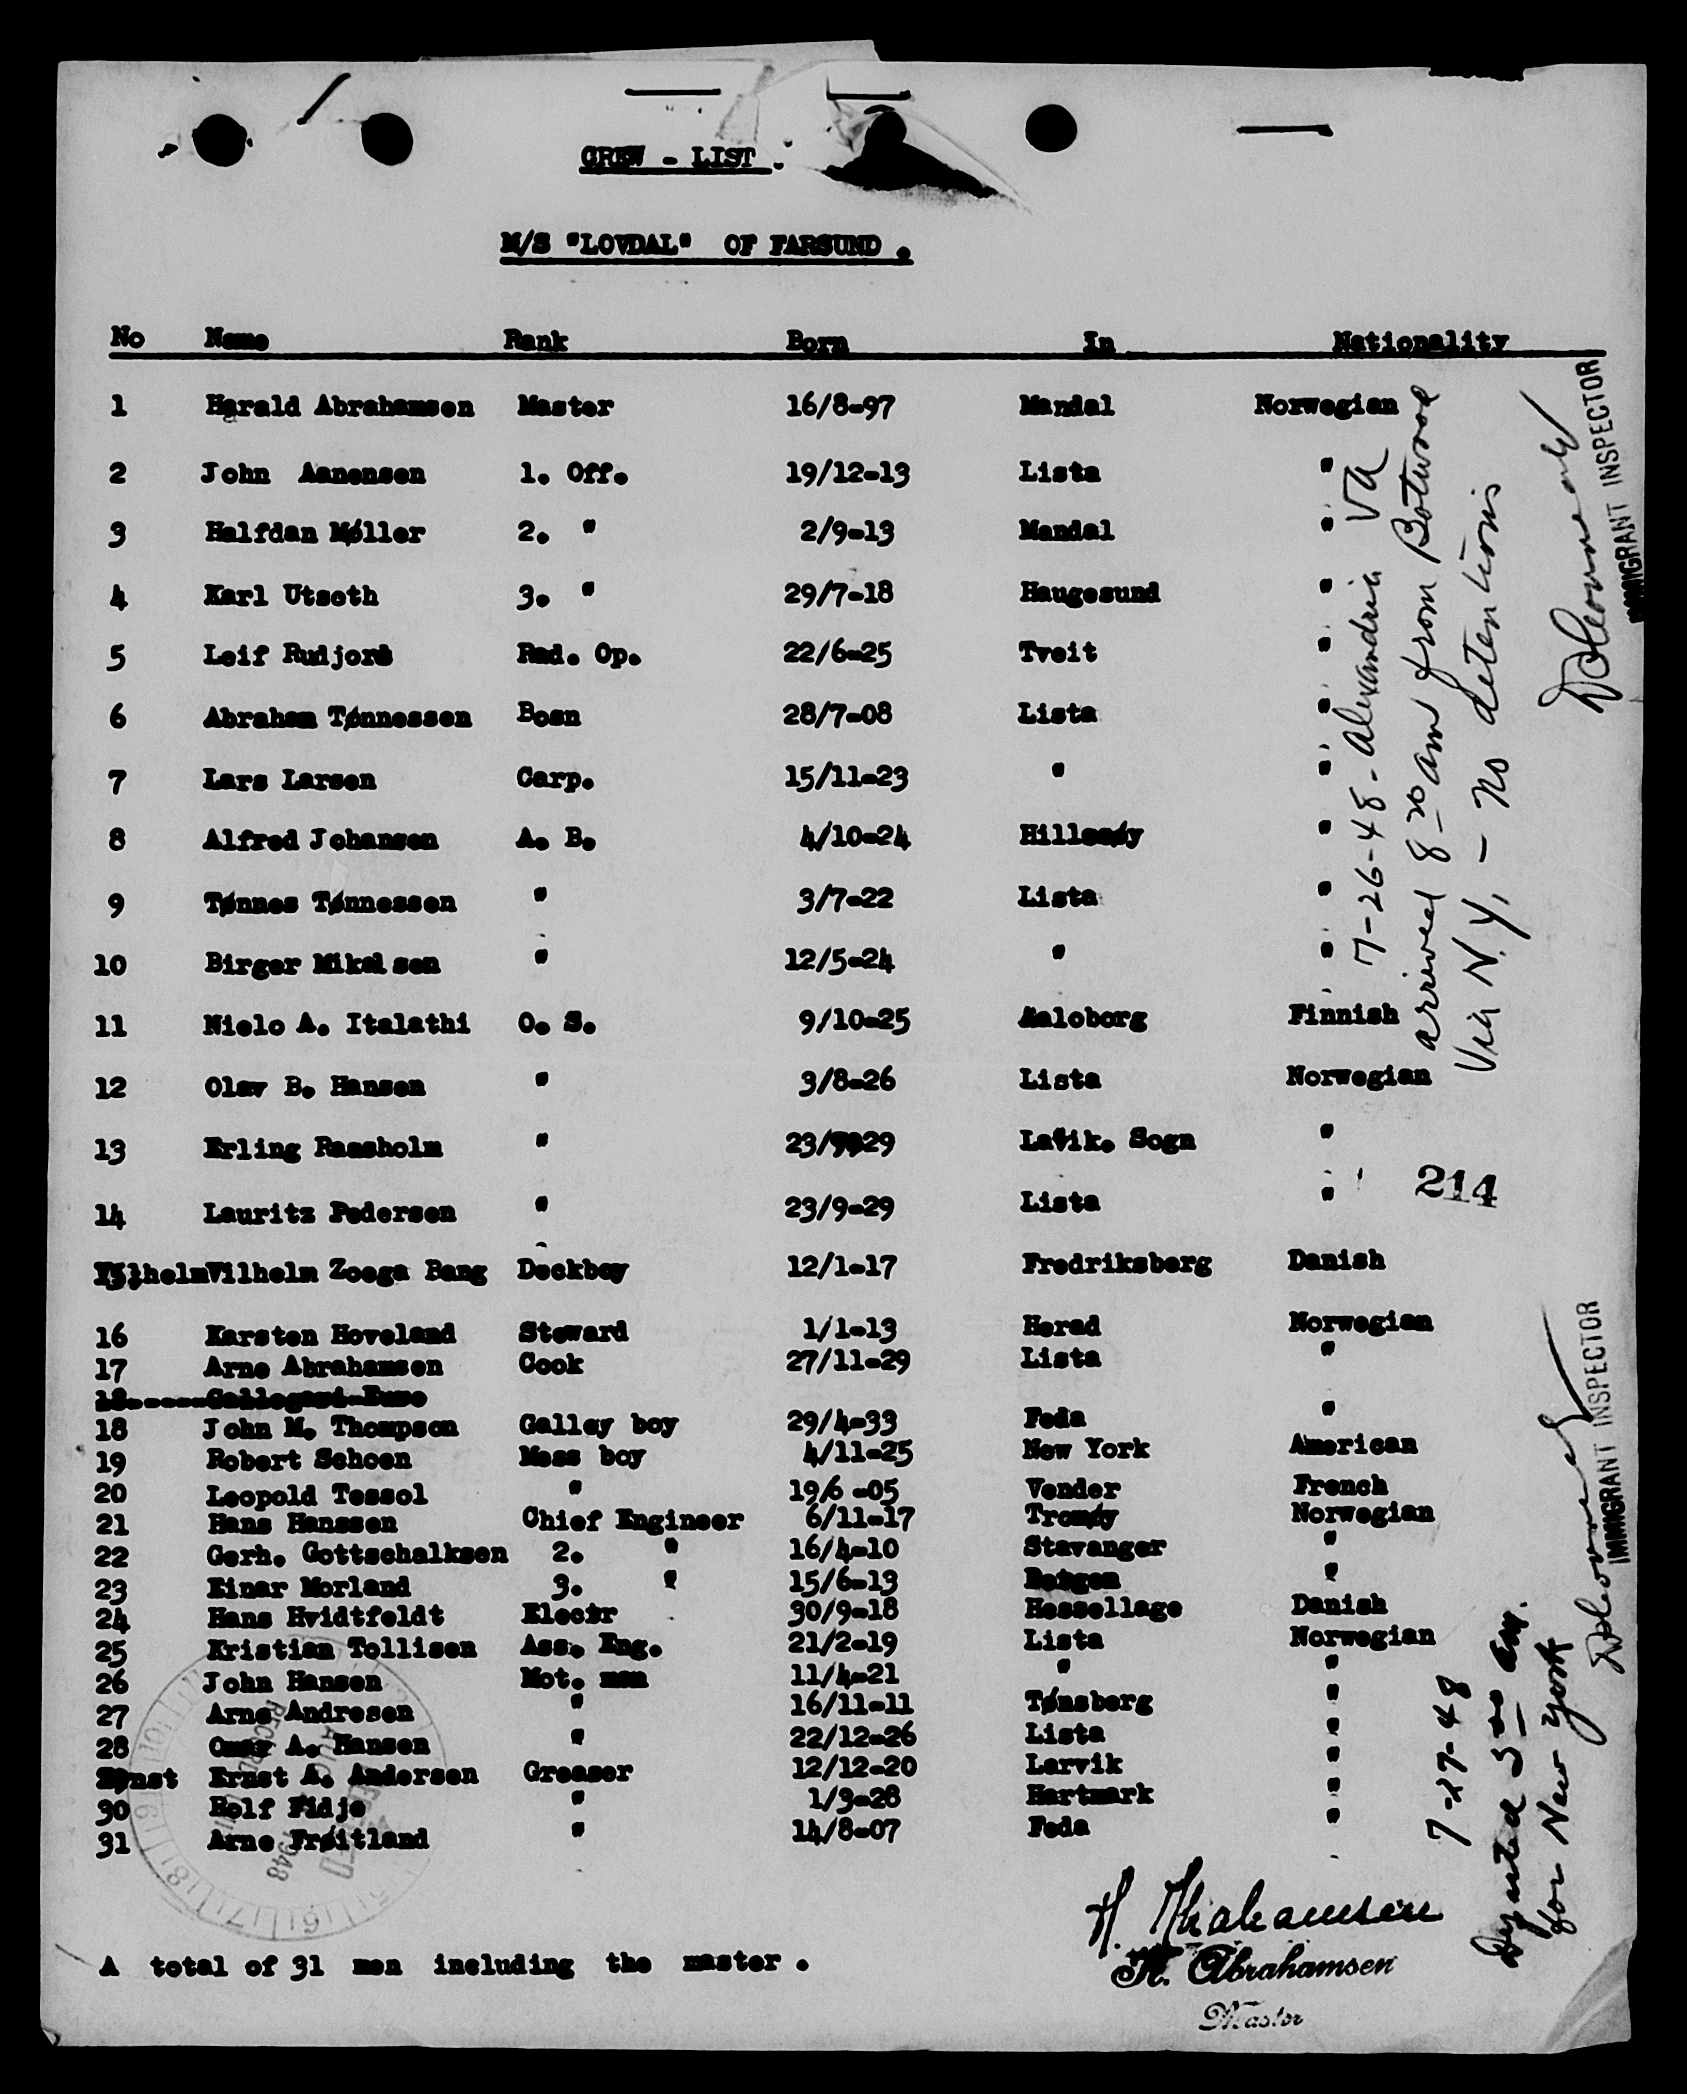 CREW - LIST .
M/S "LOVDAL" OF FARSUND .
No Name Rank Born In Nationality
1 Harald Abrahamsen Master 16/8-97 Mandal Norwegian
2 John Aanensen 1. Off. 19/12-13 Lista "
3 Halfdan Møller 2. " 2/9-13 Mandal "
4 Karl Utseth 3. " 29/7-18 Haugesund "
5 Leif Rudjord Rad. Op. 22/6-25 Tveit "
6 Abraham Tønnessen Bosn 28/7-08 Lista "
7 Lars Larsen Carp. 15/11-23 " "
8 Alfred Johansen A. B. 4/10-24 Hillesøy "
9 Tønnes Tønnessen " 3/7-22 Lista "
10 Birger Mikalsen " 12/5-24 " "
11 Nielo A. Italathi O. S. 9/10-25 Aaloborg Finnish
12 Olav B. Hansen " 3/8-26 Lista Norwegian
13 Erling Raasholm " 23/ 29 Lavik. Sogn "
14 Lauritz Pedersen " 23/9-29 Lista "
15 Vilhelm Zoega Bang Deckboy 12/1-17 Fredriksberg Danish
16 Karsten Hoveland Steward 1/1-13 Herad Norwegian
17 Arne Abrahamsen Cook 27/11-29 Lista "
18 John M. Thompson Galley boy 29/4-33 Feda "
19 Robert Schoen Mess boy 4/11-25 New York American
20 Leopold Tessol " 19/6 -05 Vender French
21 Hans Hanssen Chief Engineer 6/11-17 Tromøy Norwegian
22 Gerh. Gottschalksen 2. " 16/4-10 Stavanger "
23 Einar Morland 3. " 15/6-13 Bergen "
24 Hans Hvidtfeldt Electr 30/9-18 Hessellage Danish
25 Kristian Tollisen Ass. Eng. 21/2-19 Lista Norwegian
26 John Hansen Mot. man 11/4-21 " "
27 Arne Andresen " 16/11-11 Tønsberg "
28 Omar A. Hansen " 22/12-26 Lista "
Ernst A. Andersen Greaser 12/12-20 Larvik "
30 Rolf Fidje " 1/3-28 Hartmark "
31 Arne Frøitland " 14/8-07 Feda "
A total of 31 men including the master .
H. Abrahamsen
H. Abrahamsen
Master
7-26-48 - Alexandria VA
arrived 8 30 am from Botwood
Via N.Y, - no detentions
IMMIGRANT INSPECTOR
214
7-27-48
for New York
IMMIGRANT INSPECTOR